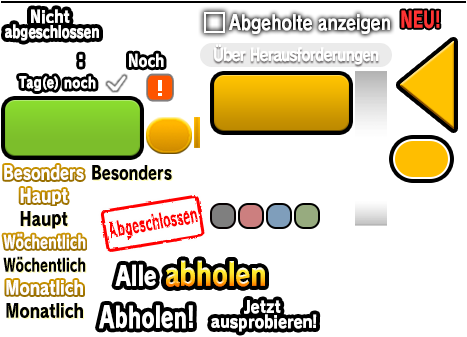 Nicht
abgeschlossen
Abgeholte anzeigen
NEU!
:
Noch
Über Herausforderungen
Tag(e) noch
!
Besonders
Besonders
Haupt
Haupt
Abgeschlossen
Wöchentlich
Wöchentlich
Monatlich
Monatlich
Alle abholen
Abholen!
Jetzt
ausprobieren!